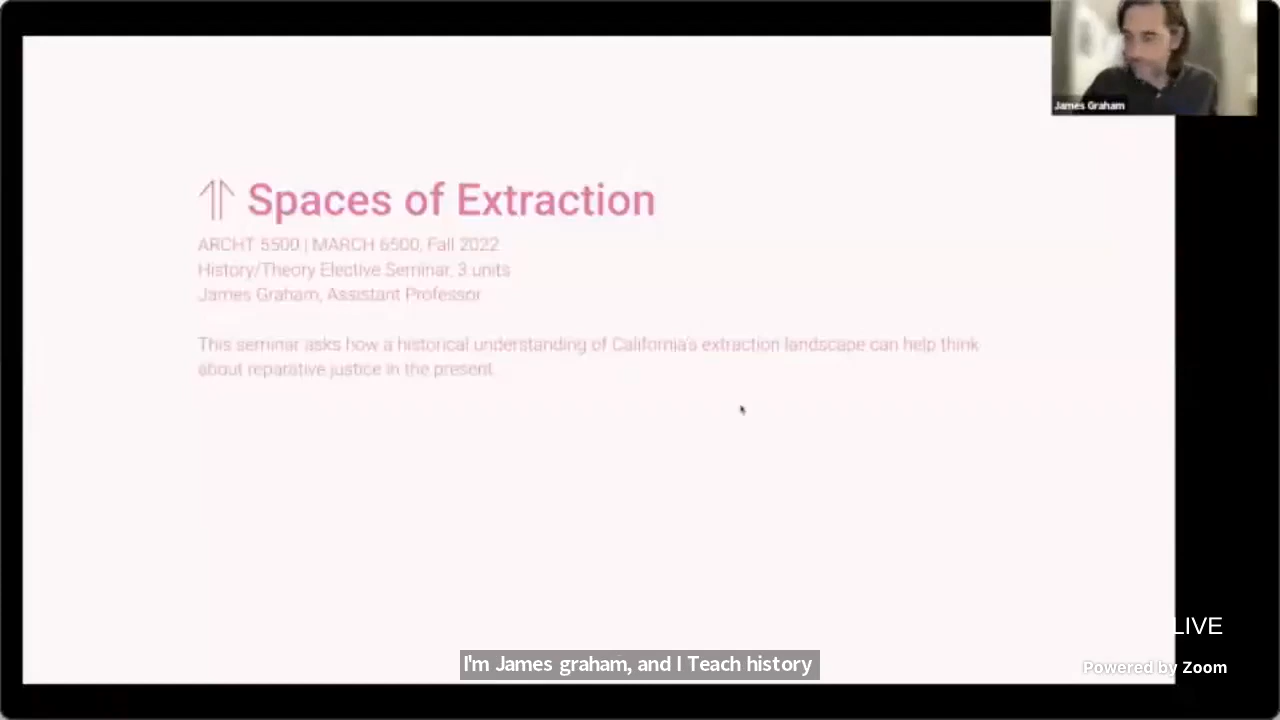 James Graham
⇑ Spaces of Extraction
ARCHT 5500 | MARCH 6500, Fall 2022
History/Theory Elective Seminar, 3 units
James Graham, Assistant Professor
This seminar asks how a historical understanding of California's extraction landscape can help think
about reparative justice in the present.
LIVE
I'm James graham, and I Teach history
Powered by Zoom